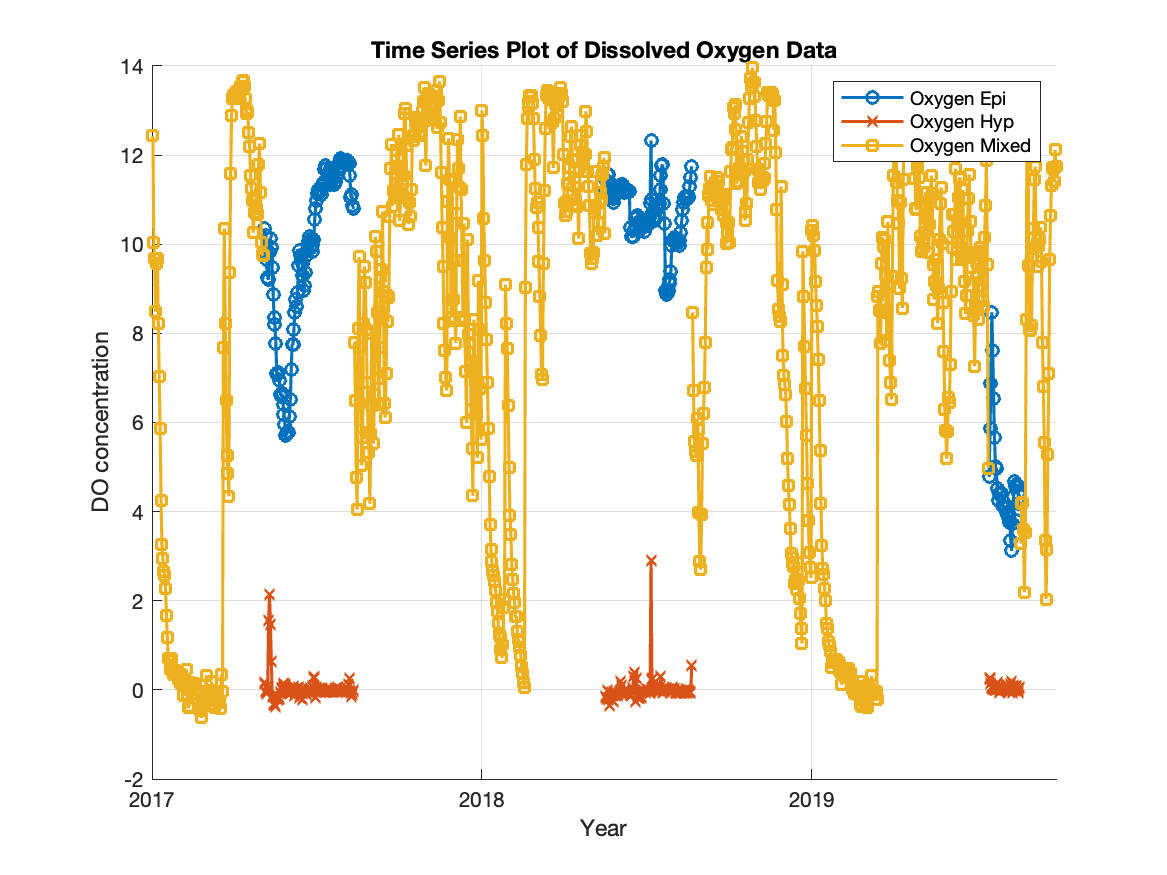 Time Series Plot of Dissolved Oxygen Data
14
12
10
8
6
4
2
0
-2
DO concentration
Oxygen Epi
Oxygen Hyp
Oxygen Mixed
2017
2018
2019
Year